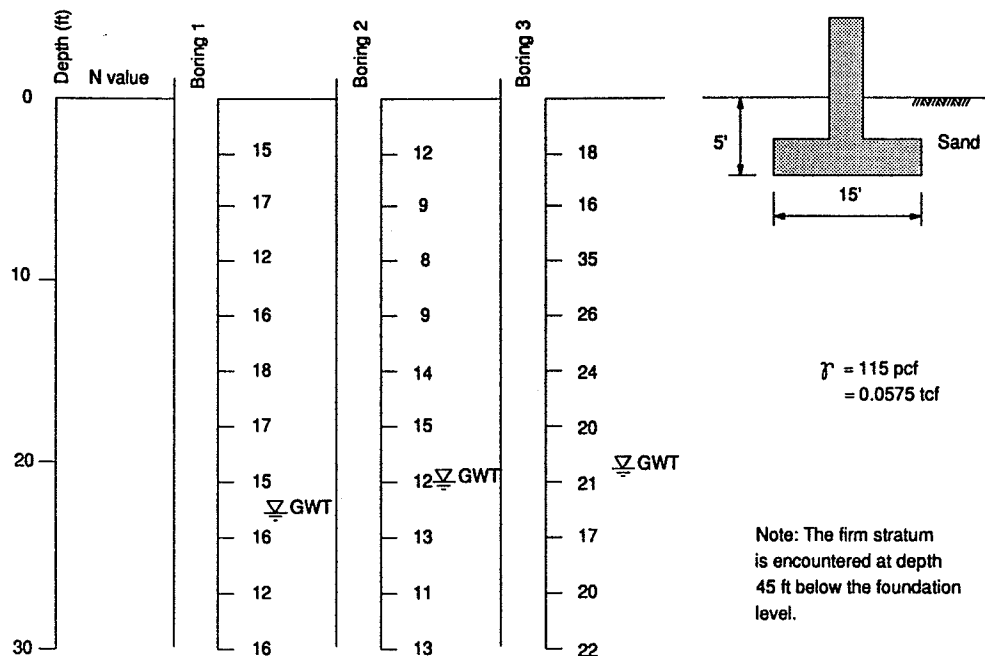 Depth (ft)
N value
Boring 1
Boring 2
Boring 3
0
10
20
30
15
17
12
16
18
17
15
GWT
16
12
16
12
9
8
9
14
15
12 GWT
13
11
13
18
16
35
26
24
20
GWT
21
17
20
22
5'
Sand
15'
γ = 115 pcf
= 0.0575 tcf
Note: The firm stratum
is encountered at depth
45 ft below the foundation
level.